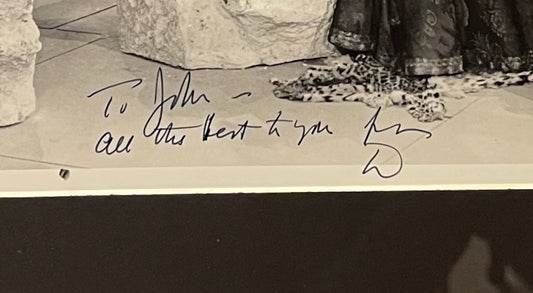 To John –
all the best to you